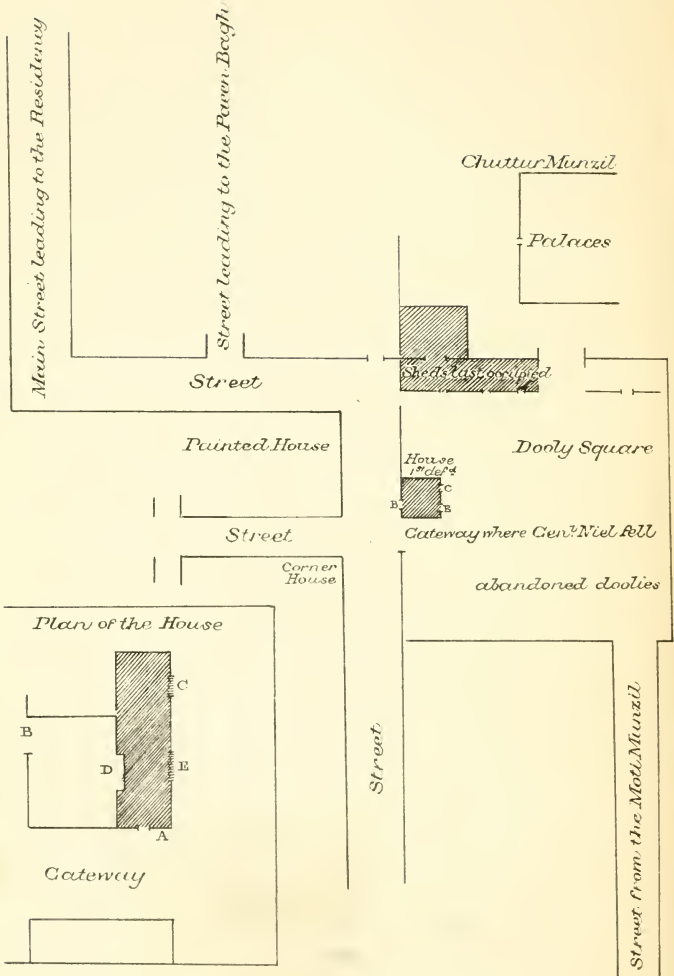 Main Street leading to the Residency
Street leading to the Paven Bagh
Chuttur Munzil
Palaces
Sheds last occupied
Street
Painted House
Dooly Square
House
1st def.d
C
B
E
Street
Gateway where Gen.l Niel fell
Corner
House
abandoned doolies
Plan of the House
C
B
D
E
A
Street
Gateway
Street from the Moti Munzil